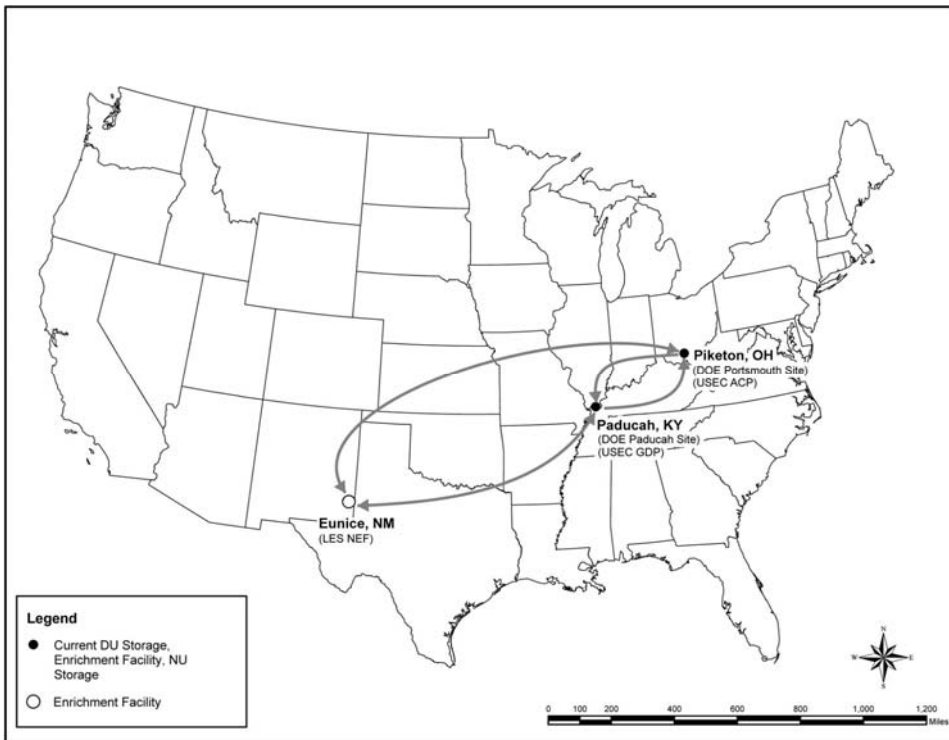 Piketon, OH
(DOE Portsmouth Site)
(USEC ACP)
Paducah, KY
(DOE Paducah Site)
(USEC GDP)
Eunice, NM
(LES NEF)
Legend
Current DU Storage,
Enrichment Facility, NU
Storage
Enrichment Facility
N
W E
S
0 100 200 400 600 800 1,000 1,200
Miles